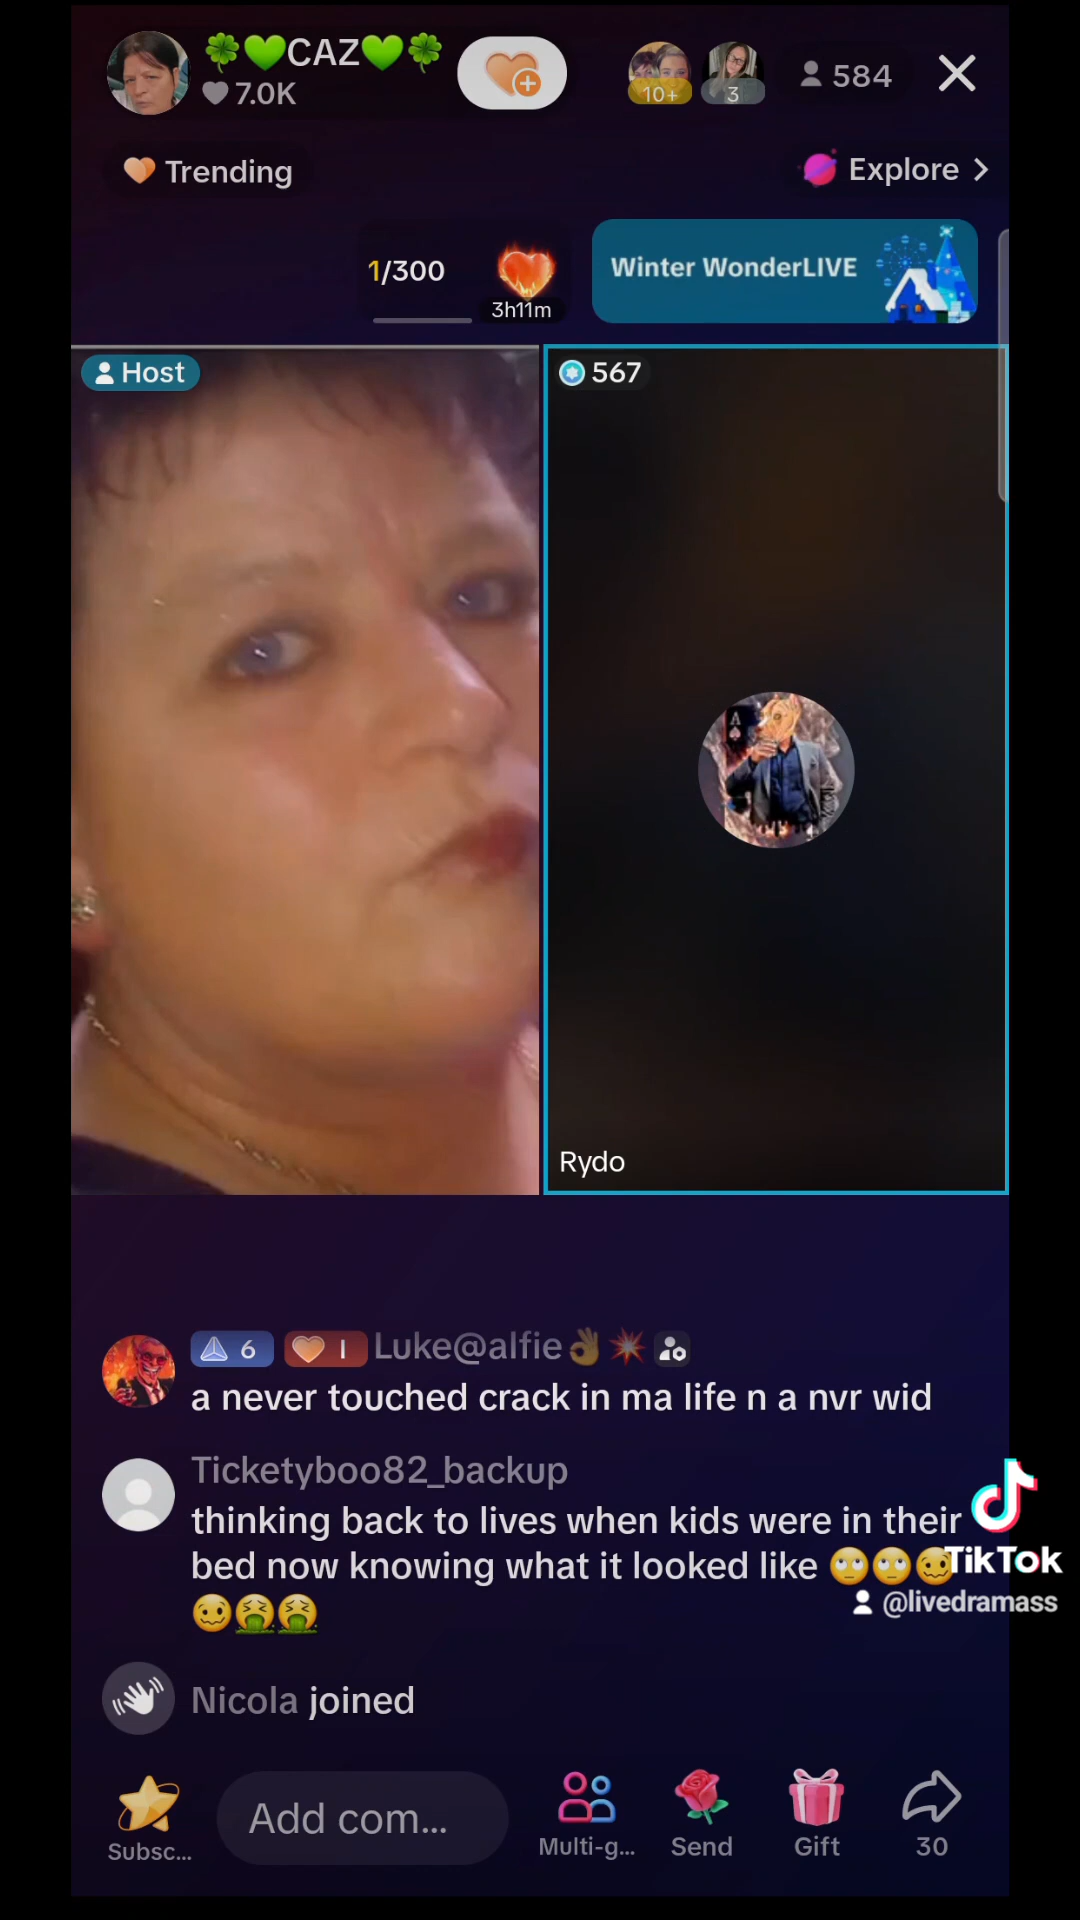 🍀💚CAZ💚🍀
7.0K
10+
3
584
Trending
Explore >
1/300
3h11m
Winter WonderLIVE
Host
567
A
Rydo
6 I Luke@alfie👌💥
a never touched crack in ma life n a nvr wid
Ticketyboo82_backup
thinking back to lives when kids were in their
bed now knowing what it looked like 🙄🙄🥴
🥴🤮🤮
TikTok
@livedramass
Nicola joined
Add com...
Subsc...
Multi-g...
Send
Gift
30